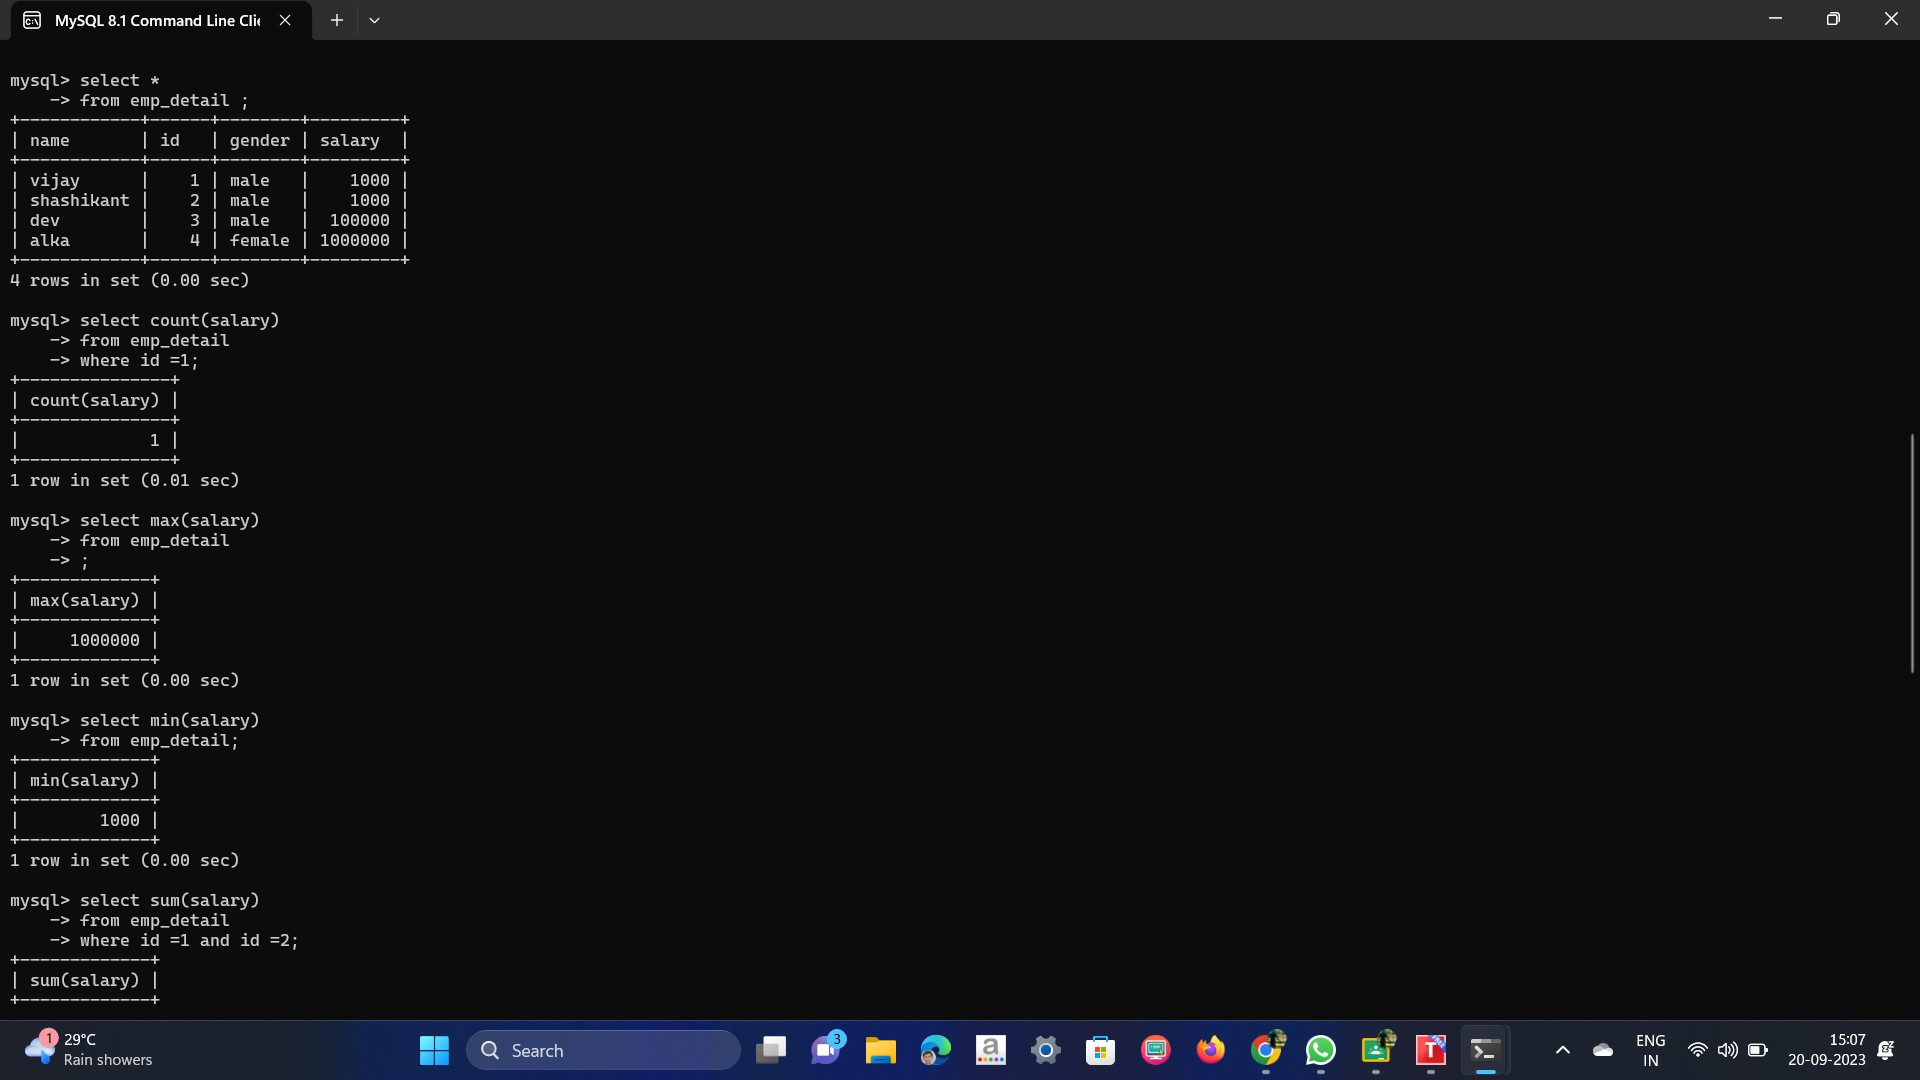 MySQL 8.1 Command Line Clie
mysql> select *
    -> from emp_detail ;
+------------+------+--------+---------+
| name       | id   | gender | salary  |
+------------+------+--------+---------+
| vijay      |    1 | male   |    1000 |
| shashikant |    2 | male   |    1000 |
| dev        |    3 | male   |  100000 |
| alka       |    4 | female | 1000000 |
+------------+------+--------+---------+
4 rows in set (0.00 sec)
mysql> select count(salary)
    -> from emp_detail
    -> where id =1;
+---------------+
| count(salary) |
+---------------+
|             1 |
+---------------+
1 row in set (0.01 sec)
mysql> select max(salary)
    -> from emp_detail
    -> ;
+-------------+
| max(salary) |
+-------------+
|     1000000 |
+-------------+
1 row in set (0.00 sec)
mysql> select min(salary)
    -> from emp_detail;
+-------------+
| min(salary) |
+-------------+
|        1000 |
+-------------+
1 row in set (0.00 sec)
mysql> select sum(salary)
    -> from emp_detail
    -> where id =1 and id =2;
+-------------+
| sum(salary) |
+-------------+
1
29°C
Rain showers
Search
3
a
T
ENG
IN
15:07
20-09-2023